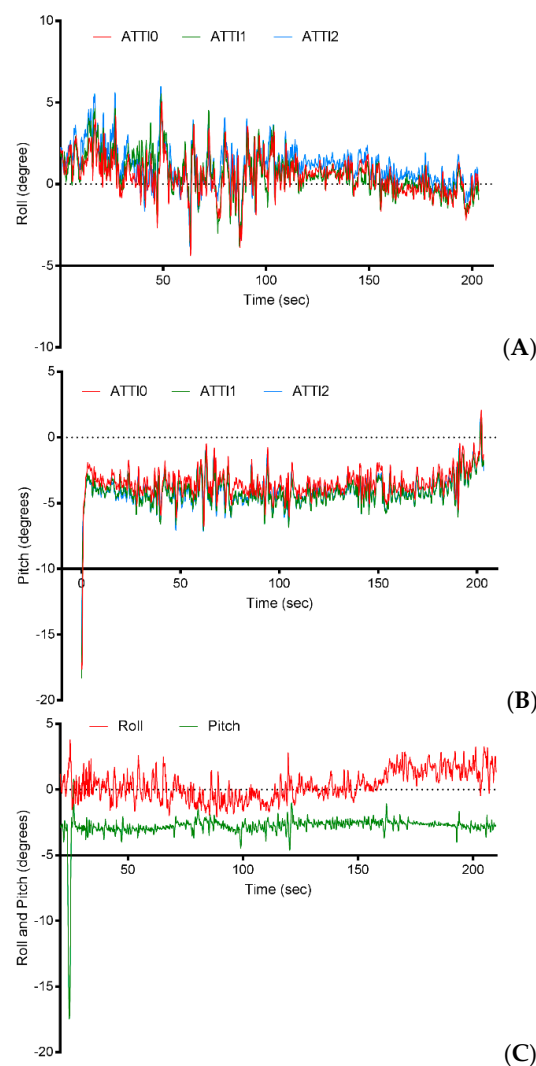 10
ATTI0 ATTI1 ATTI2
5
0
-5
-10
Roll (degree)
50 100 150 200
Time (sec)
(A)
5
ATTI0 ATTI1 ATTI2
0
-5
-10
-15
-20
Pitch (degrees)
0 50 100 150 200
Time (sec)
(B)
5
Roll Pitch
0
-5
-10
-15
-20
Roll and Pitch (degrees)
50 100 150 200
Time (sec)
(C)